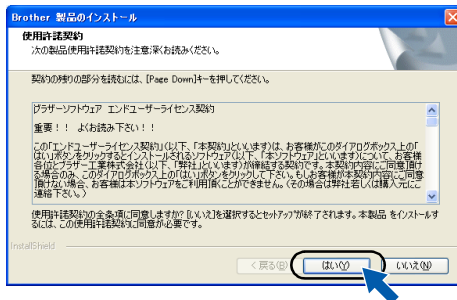 Brother 製品のインストール
使用許諾契約
次の製品使用許諾契約を注意深くお読みください。
契約の残りの部分を読むには、[Page Down]キーを押してください。
ブラザーソフトウェア エンドユーザーライセンス契約
重要！！ よくお読み下さい！！
この「エンドユーザーライセンス契約」(以下、「本契約」といいます)は、お客様がこのダイアログボックス上の「
はい」ボタンをクリックするとインストールされるソフトウェア(以下、「本ソフトウェア」といいます)について、お客様
各位とブラザー工業株式会社(以下、「弊社」といいます)が締結する契約です。本契約内容にご同意頂け
る場合のみ、このダイアログボックス上の「はい」ボタンをクリックして下さい。もしお客様が本契約内容にご同意
頂けない場合、お客様は本ソフトウェアをご利用頂くことができません。(その場合は弊社若しくは購入元にご
連絡下さい。)
使用許諾契約の全条項に同意しますか? [いいえ]を選択するとセットアップが終了されます。本製品 をインストールす
るには、この使用許諾契約に同意が必要です。
InstallShield
< 戻る(B)
はい(Y)
いいえ(N)